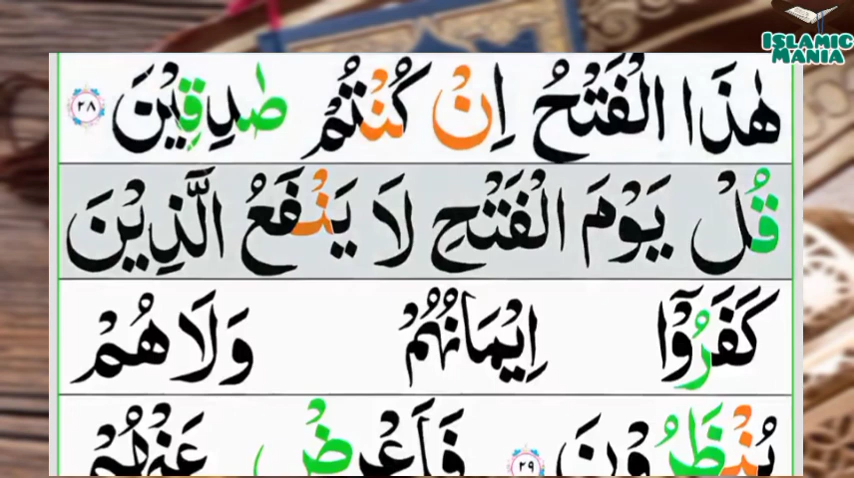 ISLAMIC
MANIA
هٰذَا الْفَتْحُ اِنْ كُنْتُمْ صٰدِقِيْنَ ٢٨
قُلْ يَوْمَ الْفَتْحِ لَا يَنْفَعُ الَّذِيْنَ
كَفَرُوْۤا اِيْمَانُهُمْ وَلَا هُمْ
يُنْظَرُوْنَ ٢٩ فَاَعْرِضْ عَنْهُمْ